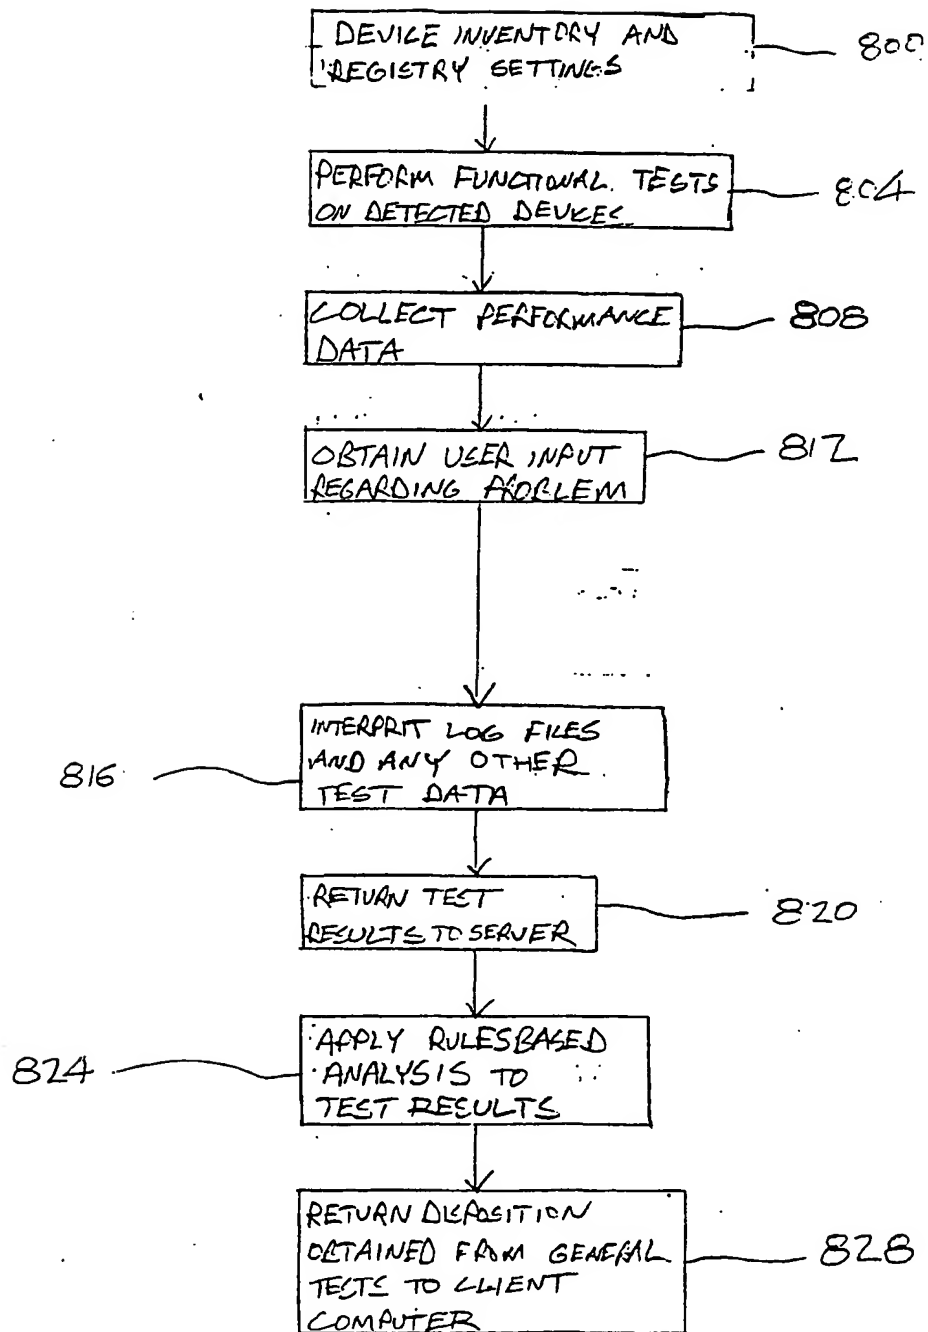 DEVICE INVENTORY AND
REGISTRY SETTINGS
800
PERFORM FUNCTIONAL TESTS
ON DETECTED DEVICES
804
COLLECT PERFORMANCE
DATA
808
OBTAIN USER INPUT
REGARDING PROBLEM
812
INTERPRIT LOG FILES
AND ANY OTHER
TEST DATA
816
RETURN TEST
RESULTS TO SERVER
820
APPLY RULESBASED
ANALYSIS TO
TEST RESULTS
824
RETURN DISPOSITION
OBTAINED FROM GENERAL
TESTS TO CLIENT
COMPUTER
828